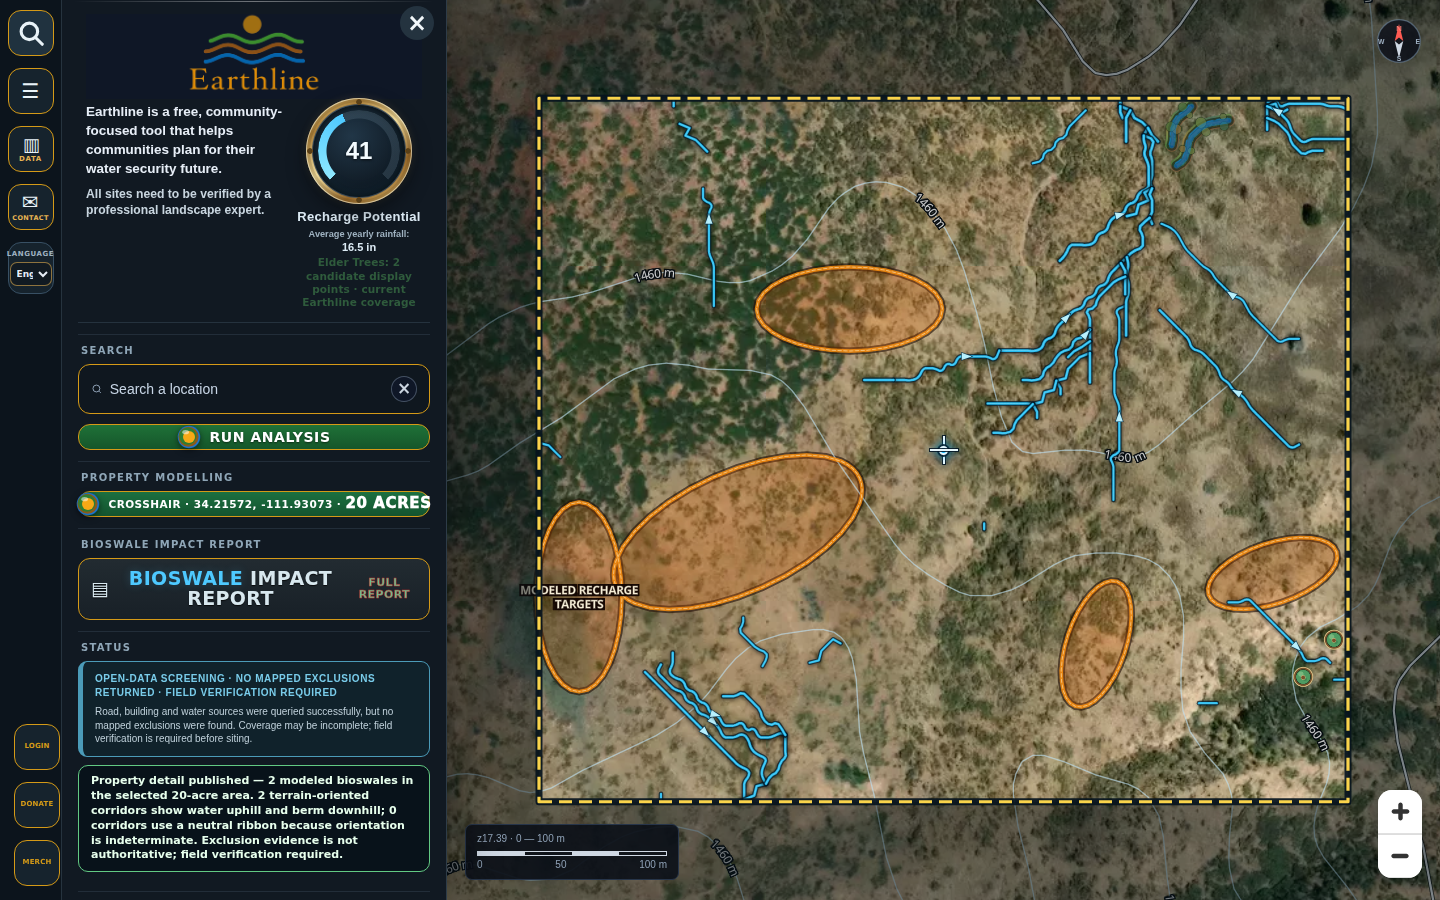 Earthline
Earthline is a free, community-
focused tool that helps
communities plan for their
water security future.
All sites need to be verified by a
professional landscape expert.
41
Recharge Potential
Average yearly rainfall:
16.5 in
Elder Trees: 2
candidate display
points · current
Earthline coverage
DATA
CONTACT
LANGUAGE
Eng
LOGIN
DONATE
MERCH
SEARCH
Search a location
RUN ANALYSIS
PROPERTY MODELLING
CROSSHAIR · 34.21572, -111.93073 · 20 ACRES
BIOSWALE IMPACT REPORT
BIOSWALE IMPACT
REPORT
FULL
REPORT
STATUS
OPEN-DATA SCREENING · NO MAPPED EXCLUSIONS
RETURNED · FIELD VERIFICATION REQUIRED
Road, building and water sources were queried successfully, but no
mapped exclusions were found. Coverage may be incomplete; field
verification is required before siting.
Property detail published — 2 modeled bioswales in
the selected 20-acre area. 2 terrain-oriented
corridors show water uphill and berm downhill; 0
corridors use a neutral ribbon because orientation
is indeterminate. Exclusion evidence is not
authoritative; field verification required.
W
E
S
1460 m
1460 m
1460 m
MODELED RECHARGE
TARGETS
1460 m
1460 m
z17.39 · 0 — 100 m
0 50 100 m